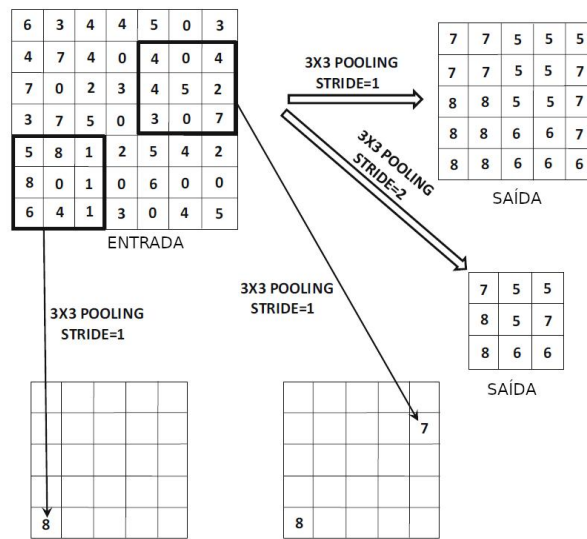 6 3 4 4 5 0 3
4 7 4 0 4 0 4
7 0 2 3 4 5 2
3 7 5 0 3 0 7
5 8 1 2 5 4 2
8 0 1 0 6 0 0
6 4 1 3 0 4 5
ENTRADA
3X3 POOLING
STRIDE=1
7 7 5 5 5
7 7 5 5 7
8 8 5 5 7
8 8 6 6 7
8 8 6 6 6
SAÍDA
3X3 POOLING
STRIDE=2
7 5 5
8 5 7
8 6 6
SAÍDA
3X3 POOLING
STRIDE=1
8
3X3 POOLING
STRIDE=1
7
8